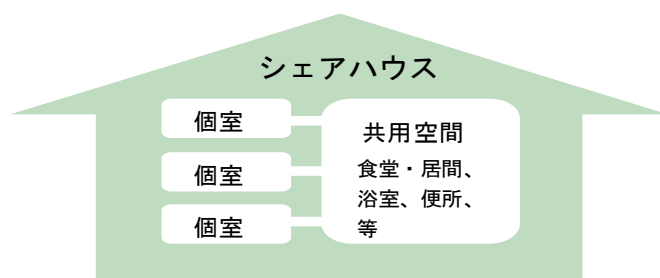 シェアハウス
個室
個室
個室
共用空間
食堂・居間、
浴室、便所、
等